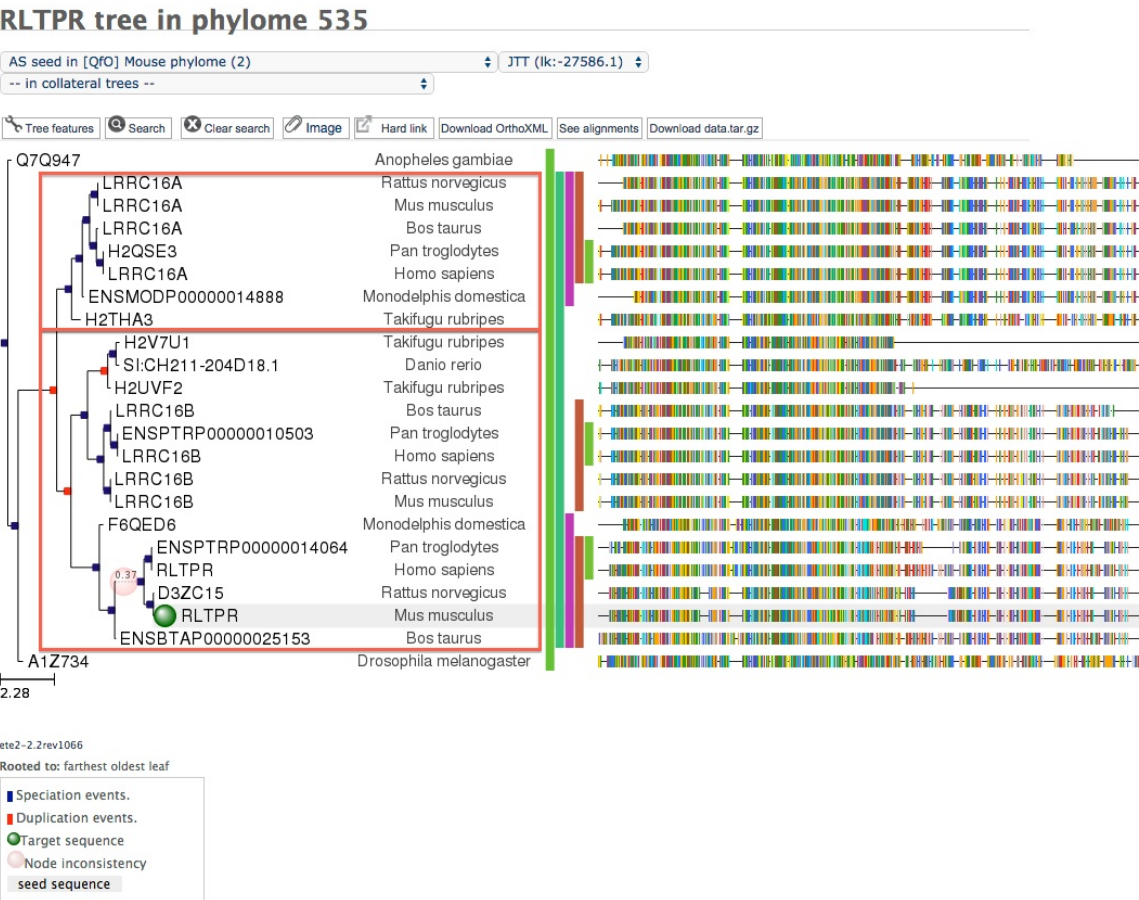 RLTPR tree in phylome 535
AS seed in [QfO] Mouse phylome (2) JTT (lk:-27586.1)
-- in collateral trees --
Tree features Search Clear search Image Hard link Download OrthoXML See alignments Download data.tar.gz
Q7Q947 Anopheles gambiae
LRRC16A Rattus norvegicus
LRRC16A Mus musculus
LRRC16A Bos taurus
H2QSE3 Pan troglodytes
LRRC16A Homo sapiens
ENSMODP00000014888 Monodelphis domestica
H2THA3 Takifugu rubripes
H2V7U1 Takifugu rubripes
SI:CH211-204D18.1 Danio rerio
H2UVF2 Takifugu rubripes
LRRC16B Bos taurus
ENSPTRP00000010503 Pan troglodytes
LRRC16B Homo sapiens
LRRC16B Rattus norvegicus
LRRC16B Mus musculus
F6QED6 Monodelphis domestica
ENSPTRP00000014064 Pan troglodytes
RLTPR Homo sapiens
0.37
D3ZC15 Rattus norvegicus
RLTPR Mus musculus
ENSBTAP00000025153 Bos taurus
A1Z734 Drosophila melanogaster
2.28
ete2-2.2rev1066
Rooted to: farthest oldest leaf
Speciation events.
Duplication events.
Target sequence
Node inconsistency
seed sequence